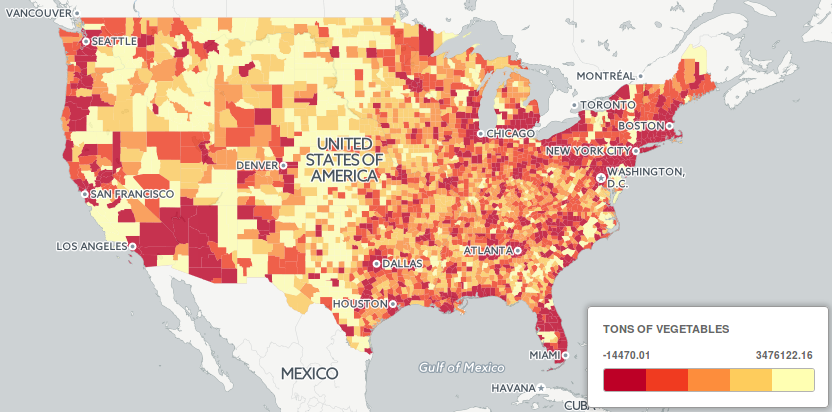 VANCOUVER
SEATTLE
MONTRÉAL
TORONTO
BOSTON
CHICAGO
NEW YORK CITY
UNITED
STATES OF
AMERICA
DENVER
WASHINGTON,
D.C.
SAN FRANCISCO
LOS ANGELES
ATLANTA
DALLAS
HOUSTON
TONS OF VEGETABLES
-14470.01 3476122.16
MIAMI
Gulf of Mexico
MEXICO
HAVANA
CUBA